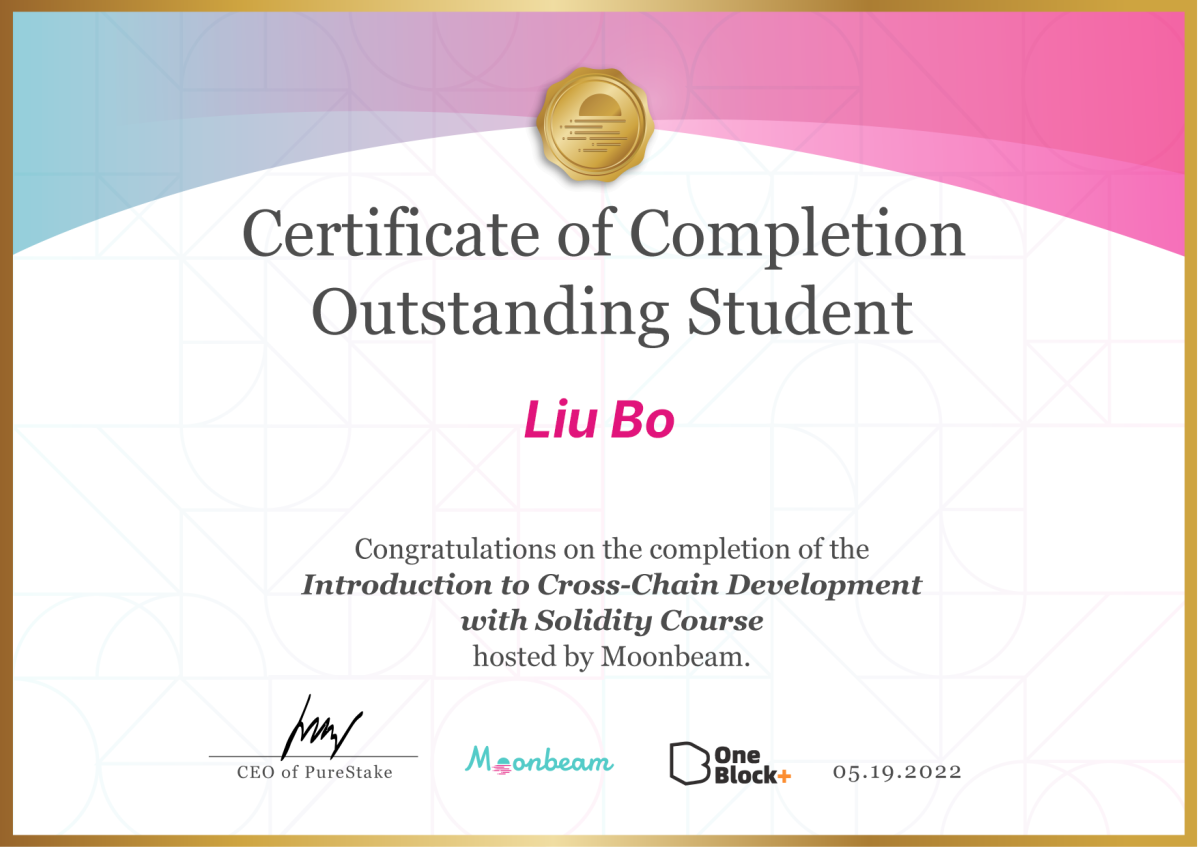 Certificate of Completion
Outstanding Student
Liu Bo
Congratulations on the completion of the
Introduction to Cross-Chain Development
with Solidity Course
hosted by Moonbeam.
CEO of PureStake
Moonbeam
One
Block+
05.19.2022